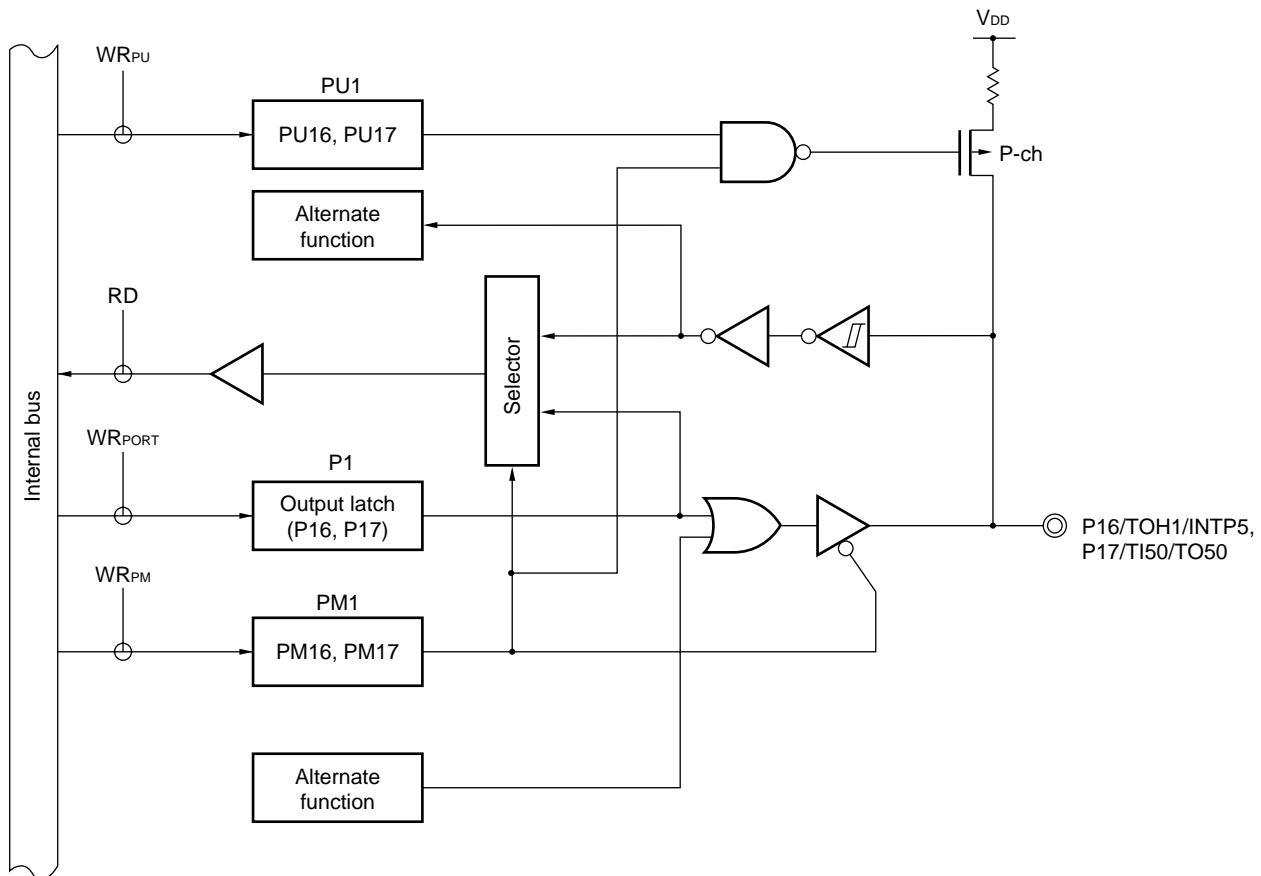 VDD
WRPU
PU1
PU16, PU17
P-ch
Alternate
function
RD
Selector
Internal bus
WRPORT
P1
Output latch
(P16, P17)
P16/TOH1/INTP5,
P17/TI50/TO50
WRPM
PM1
PM16, PM17
Alternate
function